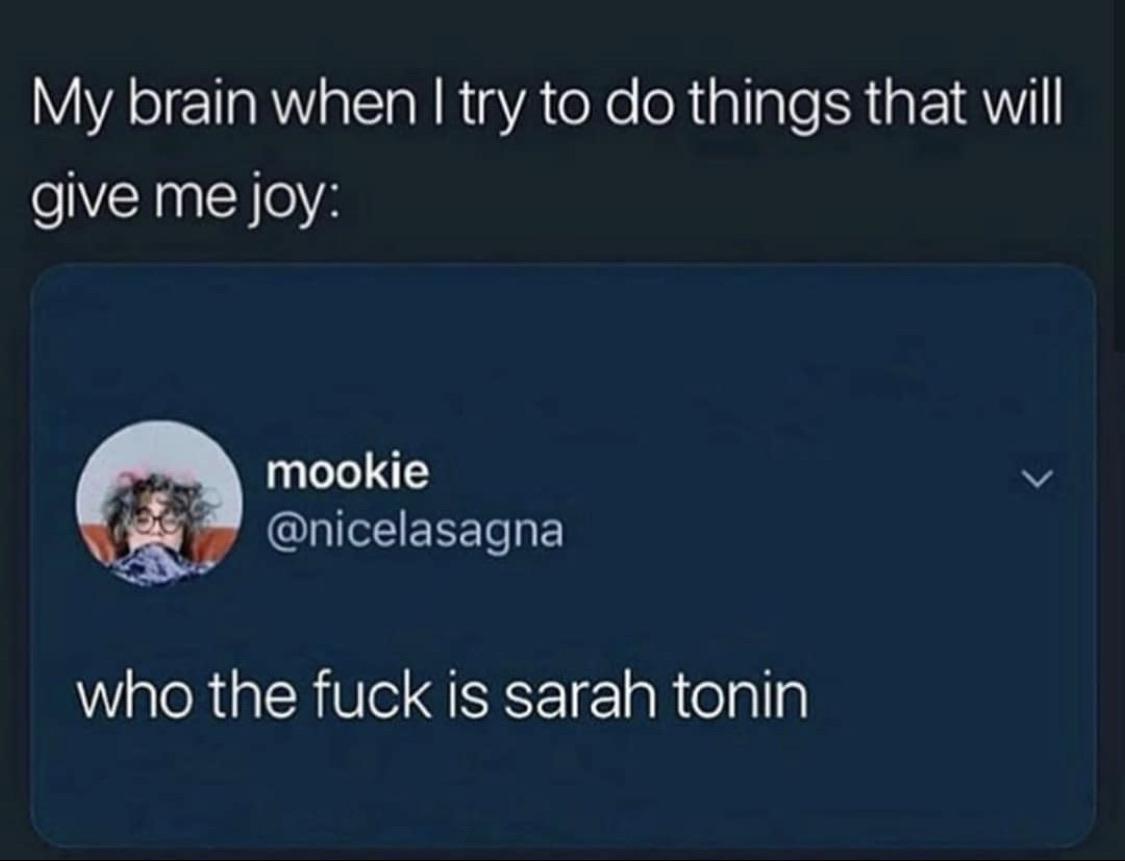 My brain when I try to do things that will
give me joy:
mookie
@nicelasagna
who the fuck is sarah tonin